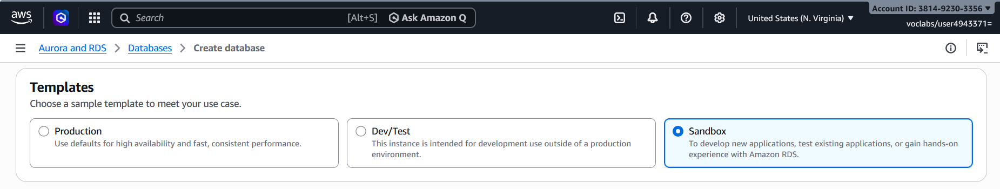 aws
Search [Alt+S] Ask Amazon Q
United States (N. Virginia) ▼
Account ID: 3814-9230-3356 ▼
voclabs/user4943371=
Aurora and RDS > Databases > Create database
Templates
Choose a sample template to meet your use case.
Production
Use defaults for high availability and fast, consistent performance.
Dev/Test
This instance is intended for development use outside of a production
environment.
Sandbox
To develop new applications, test existing applications, or gain hands-on
experience with Amazon RDS.